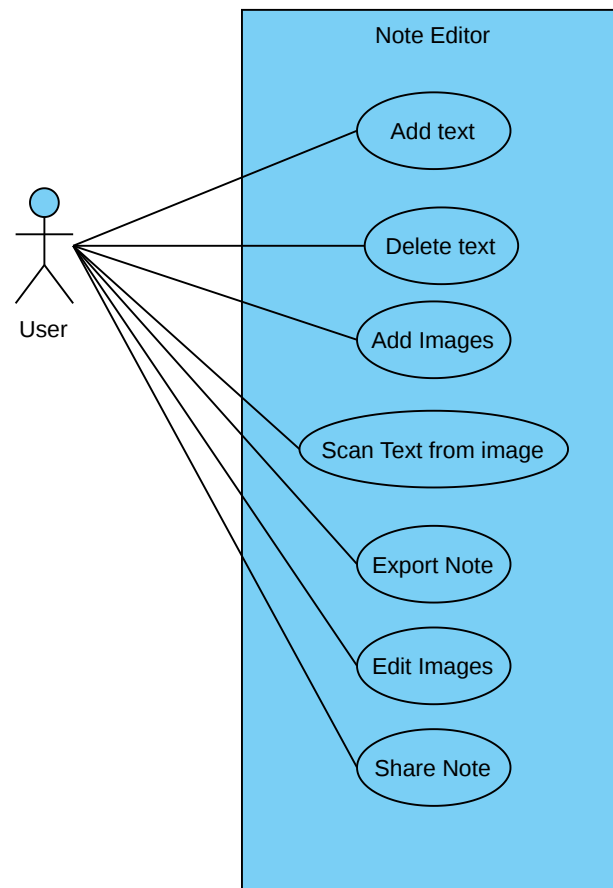 Note Editor
Add text
Delete text
User
Add Images
Scan Text from image
Export Note
Edit Images
Share Note